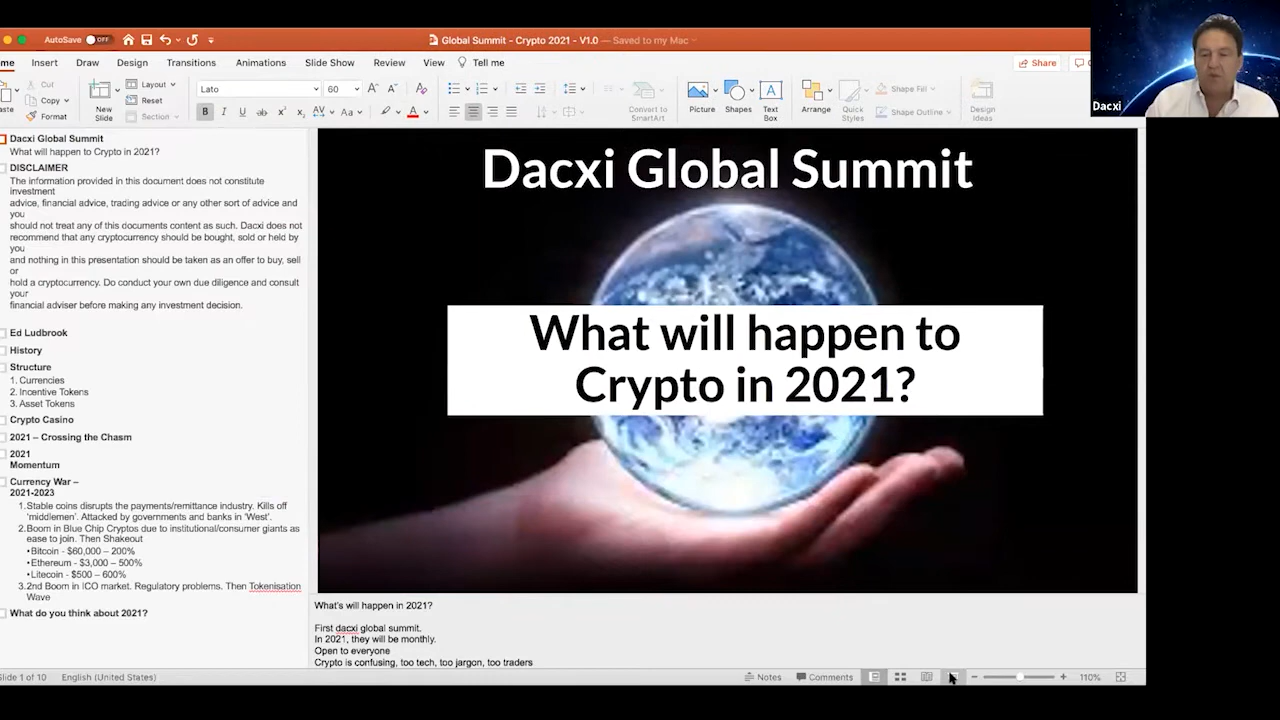 AutoSave OFF
Global Summit - Crypto 2021 - V1.0 — Saved to my Mac
me Insert Draw Design Transitions Animations Slide Show Review View Tell me
Share
Cut
Copy
Format
New
Slide
Layout
Reset
Section
Lato
60
Convert to
SmartArt
Picture
Shapes
Text
Box
Arrange
Quick
Styles
Shape Fill
Shape Outline
Design
Ideas
Dacxi
Dacxi Global Summit
What will happen to Crypto in 2021?
DISCLAIMER
The information provided in this document does not constitute
investment
advice, financial advice, trading advice or any other sort of advice and
you
should not treat any of this documents content as such. Dacxi does not
recommend that any cryptocurrency should be bought, sold or held by
you
and nothing in this presentation should be taken as an offer to buy, sell
or
hold a cryptocurrency. Do conduct your own due diligence and consult
your
financial adviser before making any investment decision.
Ed Ludbrook
History
Structure
1. Currencies
2. Incentive Tokens
3. Asset Tokens
Crypto Casino
2021 – Crossing the Chasm
2021
Momentum
Currency War –
2021-2023
1.Stable coins disrupts the payments/remittance industry. Kills off
'middlemen'. Attacked by governments and banks in 'West'.
2.Boom in Blue Chip Cryptos due to institutional/consumer giants as
ease to join. Then Shakeout
•Bitcoin - $60,000 – 200%
•Ethereum - $3,000 – 500%
•Litecoin - $500 – 600%
3.2nd Boom in ICO market. Regulatory problems. Then Tokenisation
Wave
What do you think about 2021?
Dacxi Global Summit
What will happen to
Crypto in 2021?
What's will happen in 2021?
First dacxi global summit.
In 2021, they will be monthly.
Open to everyone
Crypto is confusing, too tech, too jargon, too traders
Slide 1 of 10 English (United States)
Notes Comments 110%